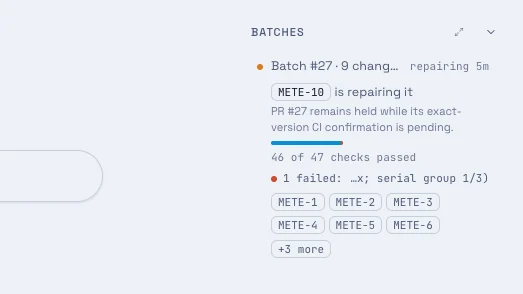 BATCHES
Batch #27 · 9 chang… repairing 5m
METE-10 is repairing it
PR #27 remains held while its exact-
version CI confirmation is pending.
46 of 47 checks passed
1 failed: …x; serial group 1/3)
METE-1 METE-2 METE-3
METE-4 METE-5 METE-6
+3 more